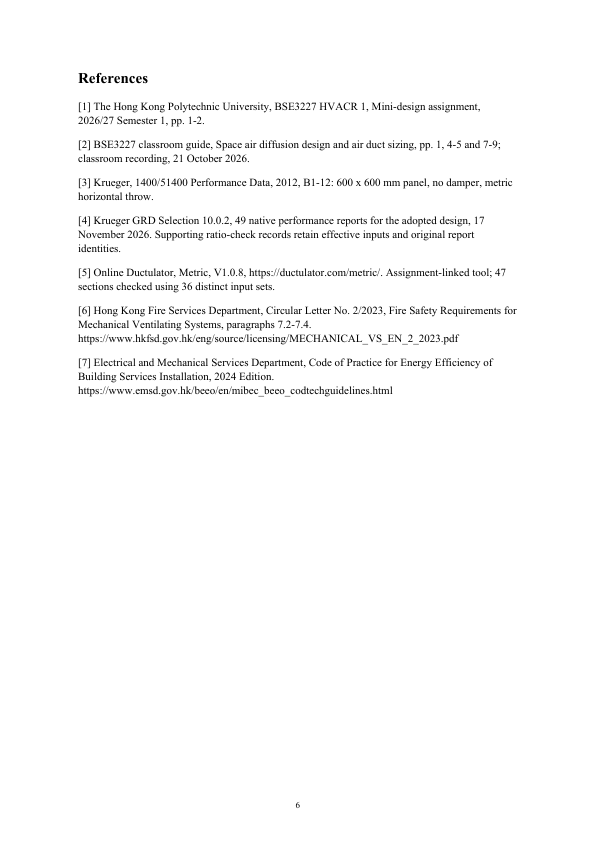 References
[1] The Hong Kong Polytechnic University, BSE3227 HVACR 1, Mini-design assignment,
2026/27 Semester 1, pp. 1-2.
[2] BSE3227 classroom guide, Space air diffusion design and air duct sizing, pp. 1, 4-5 and 7-9;
classroom recording, 21 October 2026.
[3] Krueger, 1400/51400 Performance Data, 2012, B1-12: 600 x 600 mm panel, no damper, metric
horizontal throw.
[4] Krueger GRD Selection 10.0.2, 49 native performance reports for the adopted design, 17
November 2026. Supporting ratio-check records retain effective inputs and original report
identities.
[5] Online Ductulator, Metric, V1.0.8, https://ductulator.com/metric/. Assignment-linked tool; 47
sections checked using 36 distinct input sets.
[6] Hong Kong Fire Services Department, Circular Letter No. 2/2023, Fire Safety Requirements for
Mechanical Ventilating Systems, paragraphs 7.2-7.4.
https://www.hkfsd.gov.hk/eng/source/licensing/MECHANICAL_VS_EN_2_2023.pdf
[7] Electrical and Mechanical Services Department, Code of Practice for Energy Efficiency of
Building Services Installation, 2024 Edition.
https://www.emsd.gov.hk/beeo/en/mibec_beeo_codtechguidelines.html
6